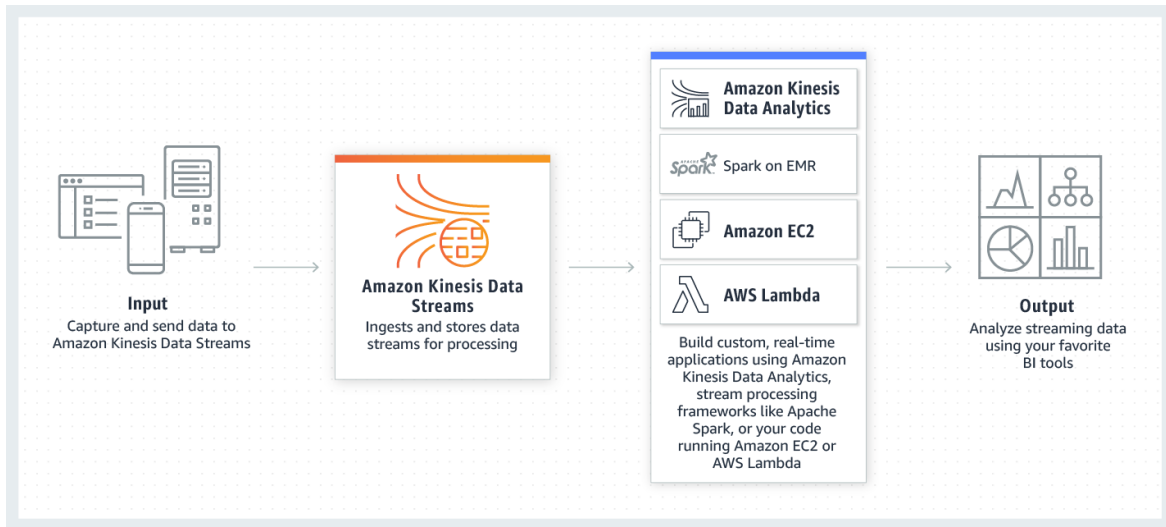 Input
Capture and send data to
Amazon Kinesis Data Streams
Amazon Kinesis Data
Streams
Ingests and stores data
streams for processing
Amazon Kinesis
Data Analytics
APACHE
Spark
Spark on EMR
Amazon EC2
AWS Lambda
Build custom, real-time
applications using Amazon
Kinesis Data Analytics,
stream processing
frameworks like Apache
Spark, or your code
running Amazon EC2 or
AWS Lambda
Output
Analyze streaming data
using your favorite
BI tools